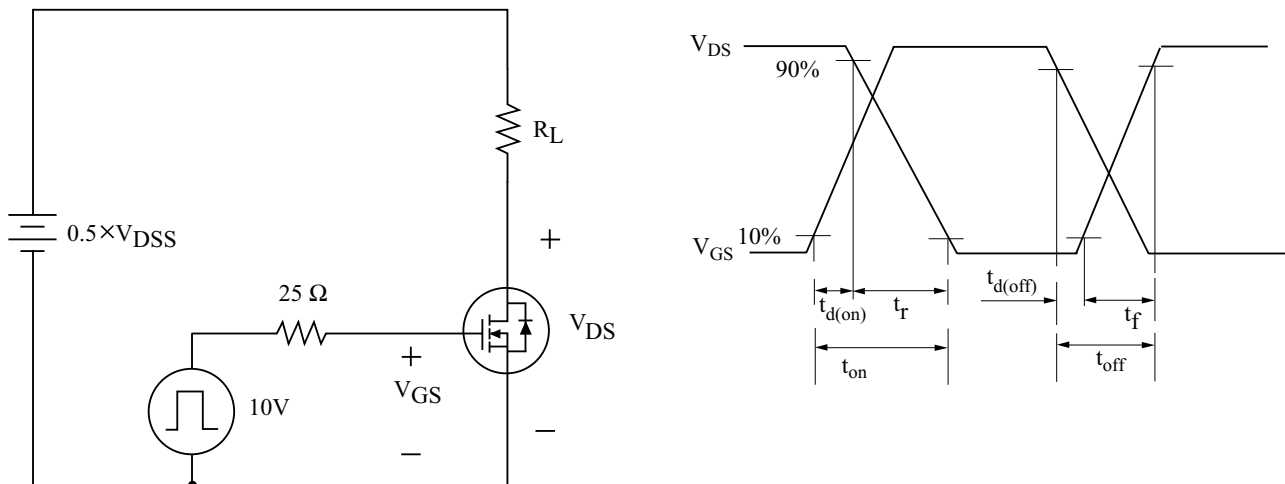 R_L
0.5×V_DSS
+
25 Ω
V_DS
+
V_GS
10V
−
−
V_DS
90%
10%
V_GS
t_d(on)
t_r
t_d(off)
t_f
t_on
t_off